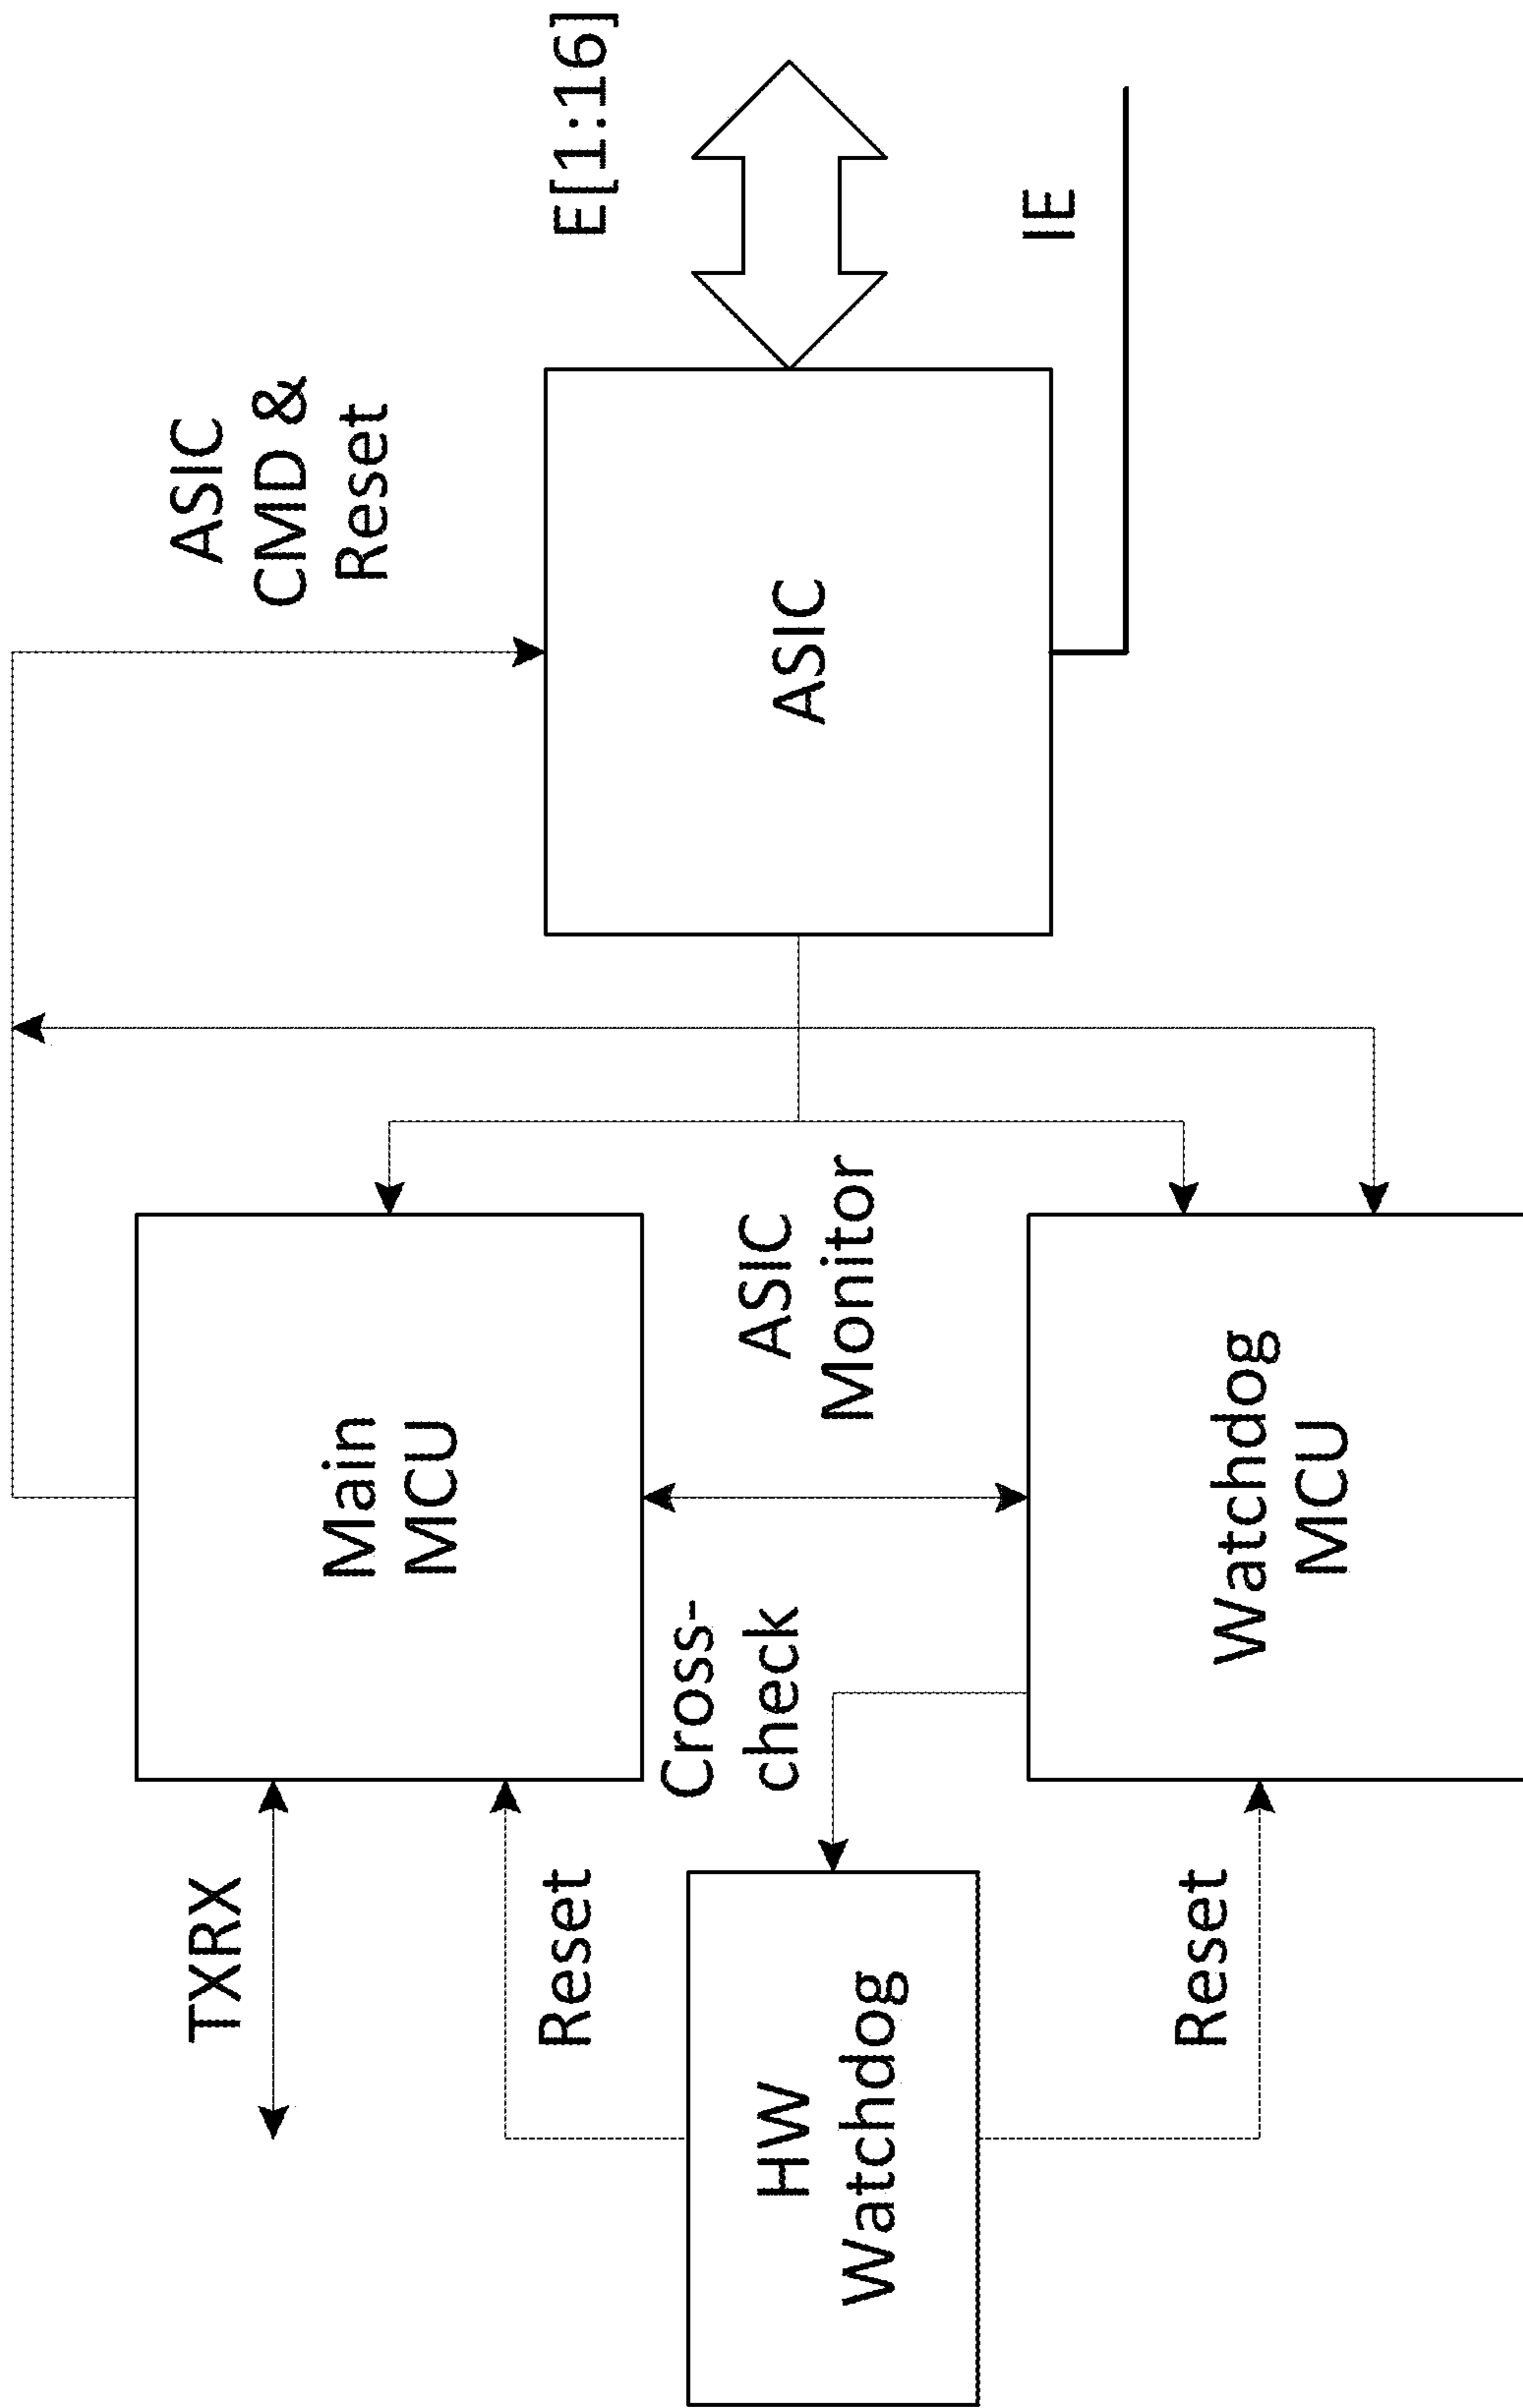 TXRX
Reset
HW
Watchdog
Reset
Main
MCU
Cross-
check
ASIC
Monitor
Watchdog
MCU
ASIC
CMD &
Reset
ASIC
E[1:16]
IE